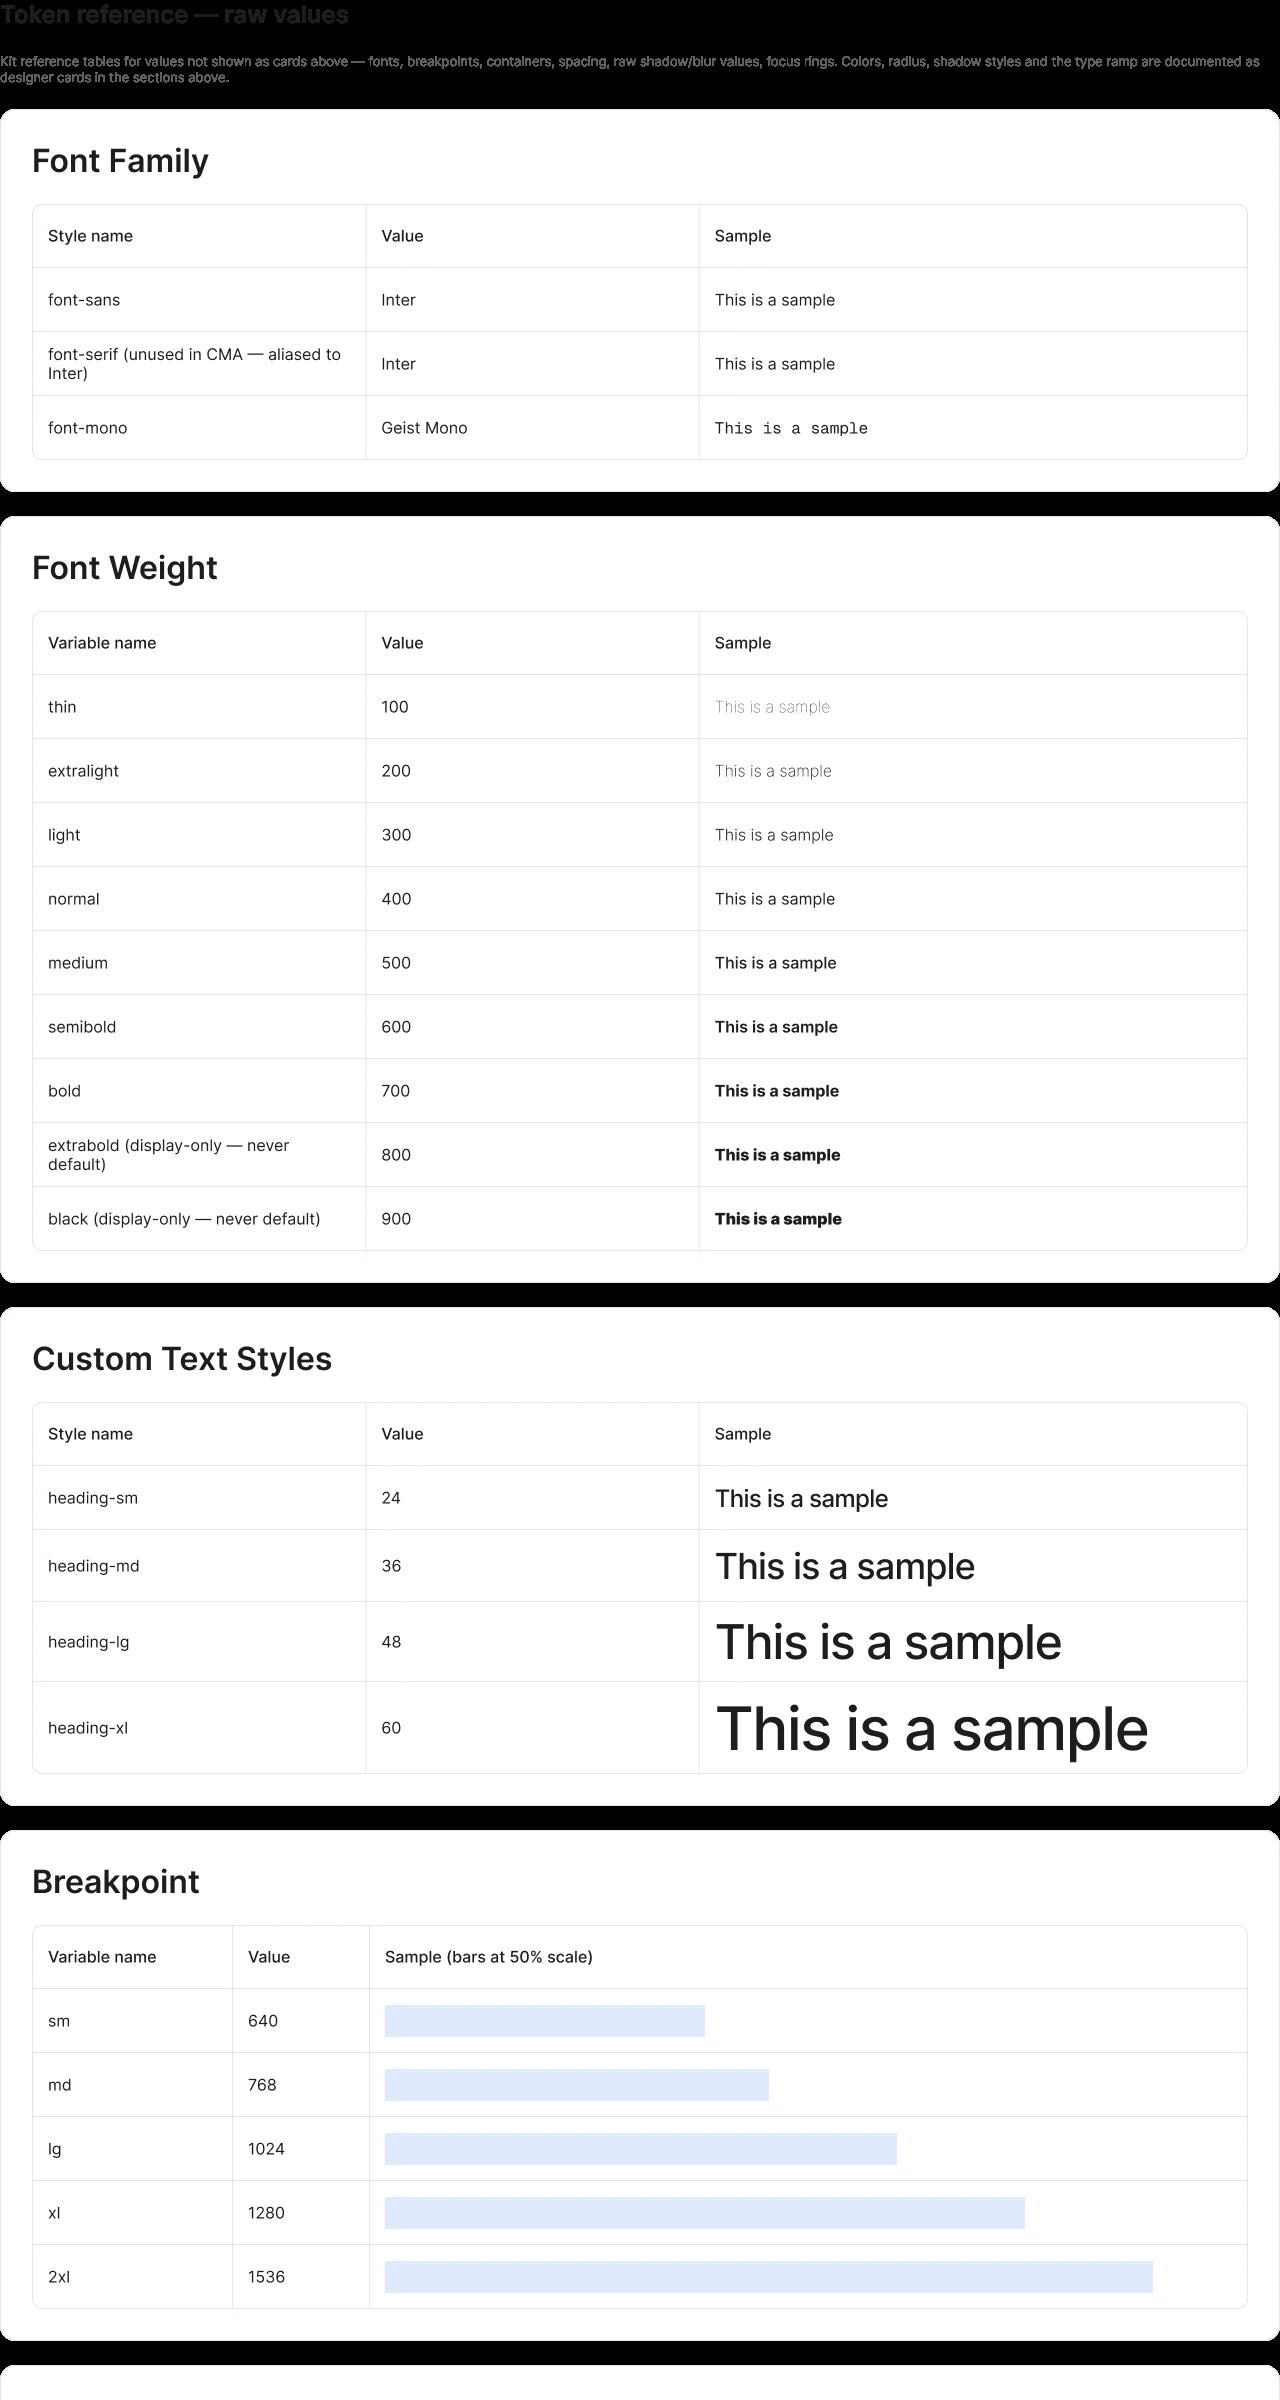 Token reference — raw values
Kit reference tables for values not shown as cards above — fonts, breakpoints, containers, spacing, raw shadow/blur values, focus rings. Colors, radius, shadow styles and the type ramp are documented as
designer cards in the sections above.
Font Family
Style name Value Sample
font-sans Inter This is a sample
font-serif (unused in CMA — aliased to
Inter) Inter This is a sample
font-mono Geist Mono This is a sample
Font Weight
Variable name Value Sample
thin 100 This is a sample
extralight 200 This is a sample
light 300 This is a sample
normal 400 This is a sample
medium 500 This is a sample
semibold 600 This is a sample
bold 700 This is a sample
extrabold (display-only — never
default) 800 This is a sample
black (display-only — never default) 900 This is a sample
Custom Text Styles
Style name Value Sample
heading-sm 24 This is a sample
heading-md 36 This is a sample
heading-lg 48 This is a sample
heading-xl 60 This is a sample
Breakpoint
Variable name Value Sample (bars at 50% scale)
sm 640
md 768
lg 1024
xl 1280
2xl 1536